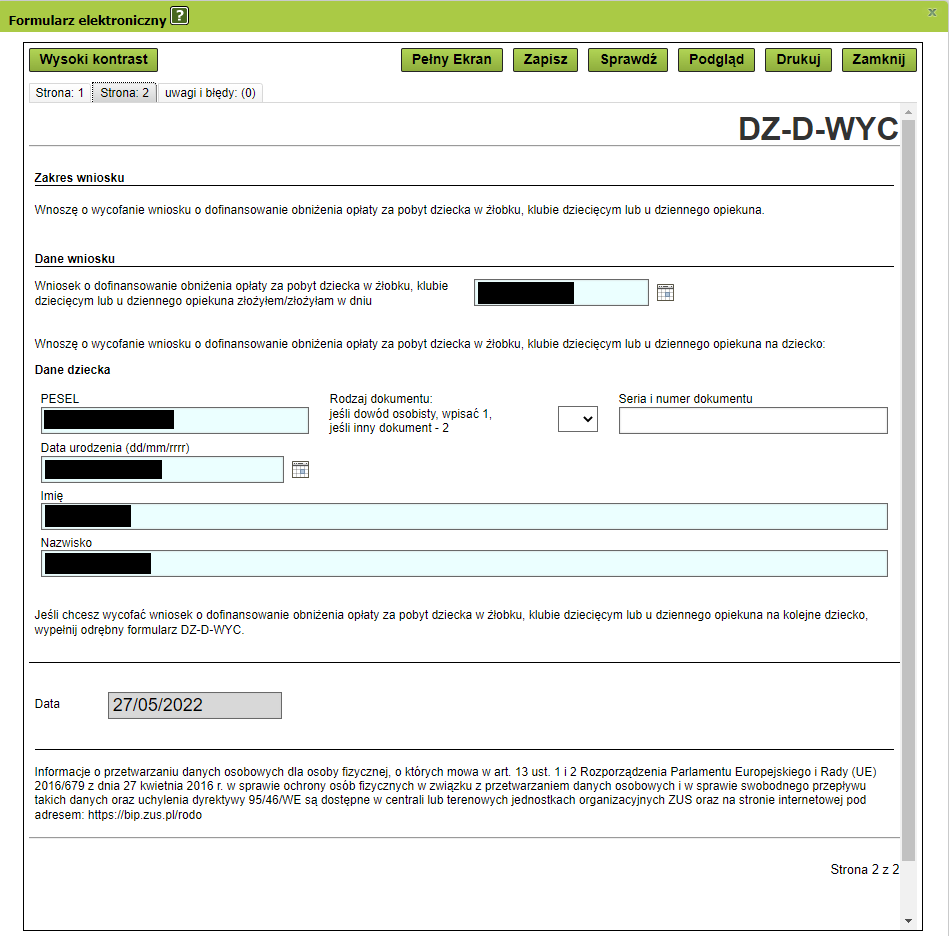 Formularz elektroniczny ?
x
Wysoki kontrast Pełny Ekran Zapisz Sprawdź Podgląd Drukuj Zamknij
Strona: 1 Strona: 2 uwagi i błędy: (0)
DZ-D-WYC
Zakres wniosku
Wnoszę o wycofanie wniosku o dofinansowanie obniżenia opłaty za pobyt dziecka w żłobku, klubie dziecięcym lub u dziennego opiekuna.
Dane wniosku
Wniosek o dofinansowanie obniżenia opłaty za pobyt dziecka w żłobku, klubie
dziecięcym lub u dziennego opiekuna złożyłem/złożyłam w dniu
Wnoszę o wycofanie wniosku o dofinansowanie obniżenia opłaty za pobyt dziecka w żłobku, klubie dziecięcym lub u dziennego opiekuna na dziecko:
Dane dziecka
PESEL
Rodzaj dokumentu:
jeśli dowód osobisty, wpisać 1,
jeśli inny dokument - 2
Seria i numer dokumentu
Data urodzenia (dd/mm/rrrr)
Imię
Nazwisko
Jeśli chcesz wycofać wniosek o dofinansowanie obniżenia opłaty za pobyt dziecka w żłobku, klubie dziecięcym lub u dziennego opiekuna na kolejne dziecko,
wypełnij odrębny formularz DZ-D-WYC.
Data 27/05/2022
Informacje o przetwarzaniu danych osobowych dla osoby fizycznej, o których mowa w art. 13 ust. 1 i 2 Rozporządzenia Parlamentu Europejskiego i Rady (UE)
2016/679 z dnia 27 kwietnia 2016 r. w sprawie ochrony osób fizycznych w związku z przetwarzaniem danych osobowych i w sprawie swobodnego przepływu
takich danych oraz uchylenia dyrektywy 95/46/WE są dostępne w centrali lub terenowych jednostkach organizacyjnych ZUS oraz na stronie internetowej pod
adresem: https://bip.zus.pl/rodo
Strona 2 z 2